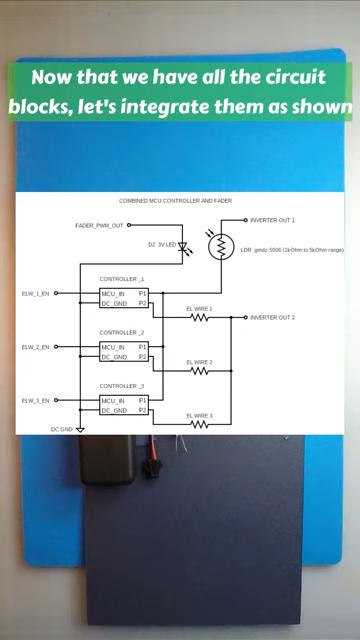 Now that we have all the circuit
blocks, let's integrate them as shown
COMBINED MCU CONTROLLER AND FADER
INVERTER OUT 1
FADER_PWM_OUT
D2 3V LED
LDR gmdz-5506 (1kOhm to 5kOhm range)
CONTROLLER _1
ELW_1_EN
MCU_IN P1
DC_GND P2
EL WIRE 1
INVERTER OUT 2
CONTROLLER _2
ELW_2_EN
MCU_IN P1
DC_GND P2
EL WIRE 2
CONTROLLER _3
ELW_3_EN
MCU_IN P1
DC_GND P2
EL WIRE 3
DC GND